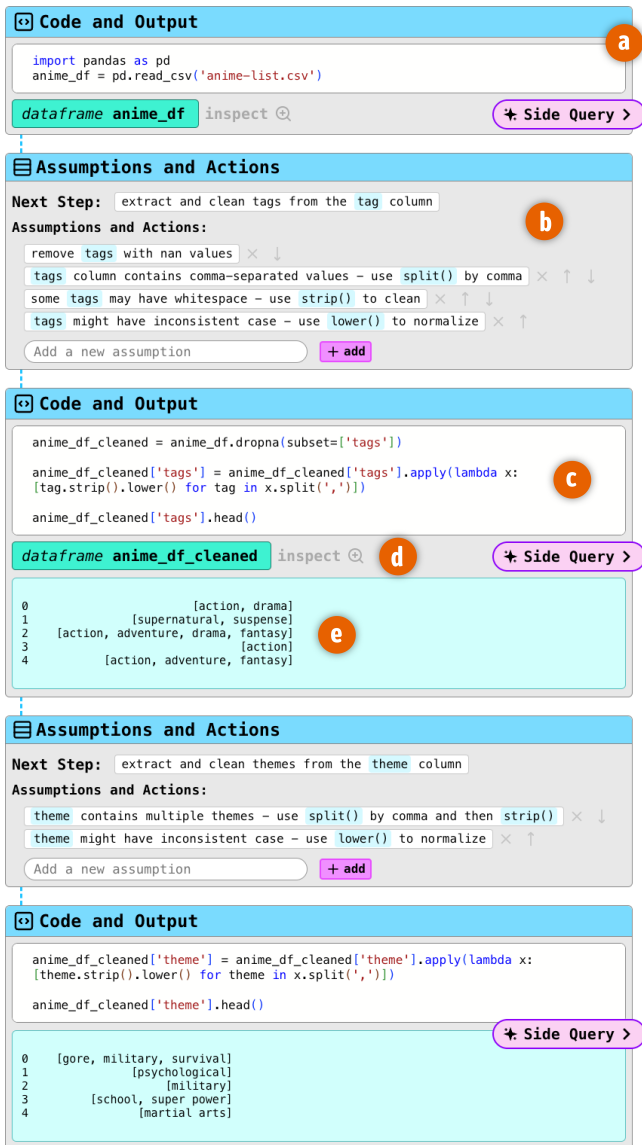 Code and Output
a
import pandas as pd
anime_df = pd.read_csv('anime-list.csv')
dataframe anime_df inspect
Side Query >
Assumptions and Actions
Next Step: extract and clean tags from the tag column
b
Assumptions and Actions:
remove tags with nan values × ↓
tags column contains comma-separated values – use split() by comma × ↑ ↓
some tags may have whitespace – use strip() to clean × ↑ ↓
tags might have inconsistent case – use lower() to normalize × ↑
Add a new assumption + add
Code and Output
anime_df_cleaned = anime_df.dropna(subset=['tags'])
anime_df_cleaned['tags'] = anime_df_cleaned['tags'].apply(lambda x:
[tag.strip().lower() for tag in x.split(',')])
c
anime_df_cleaned['tags'].head()
dataframe anime_df_cleaned inspect d Side Query >
0 [action, drama]
1 [supernatural, suspense]
2 [action, adventure, drama, fantasy]
3 [action]
4 [action, adventure, fantasy]
e
Assumptions and Actions
Next Step: extract and clean themes from the theme column
Assumptions and Actions:
theme contains multiple themes – use split() by comma and then strip() × ↓
theme might have inconsistent case – use lower() to normalize × ↑
Add a new assumption + add
Code and Output
anime_df_cleaned['theme'] = anime_df_cleaned['theme'].apply(lambda x:
[theme.strip().lower() for theme in x.split(',')])
anime_df_cleaned['theme'].head()
Side Query >
0 [gore, military, survival]
1 [psychological]
2 [military]
3 [school, super power]
4 [martial arts]